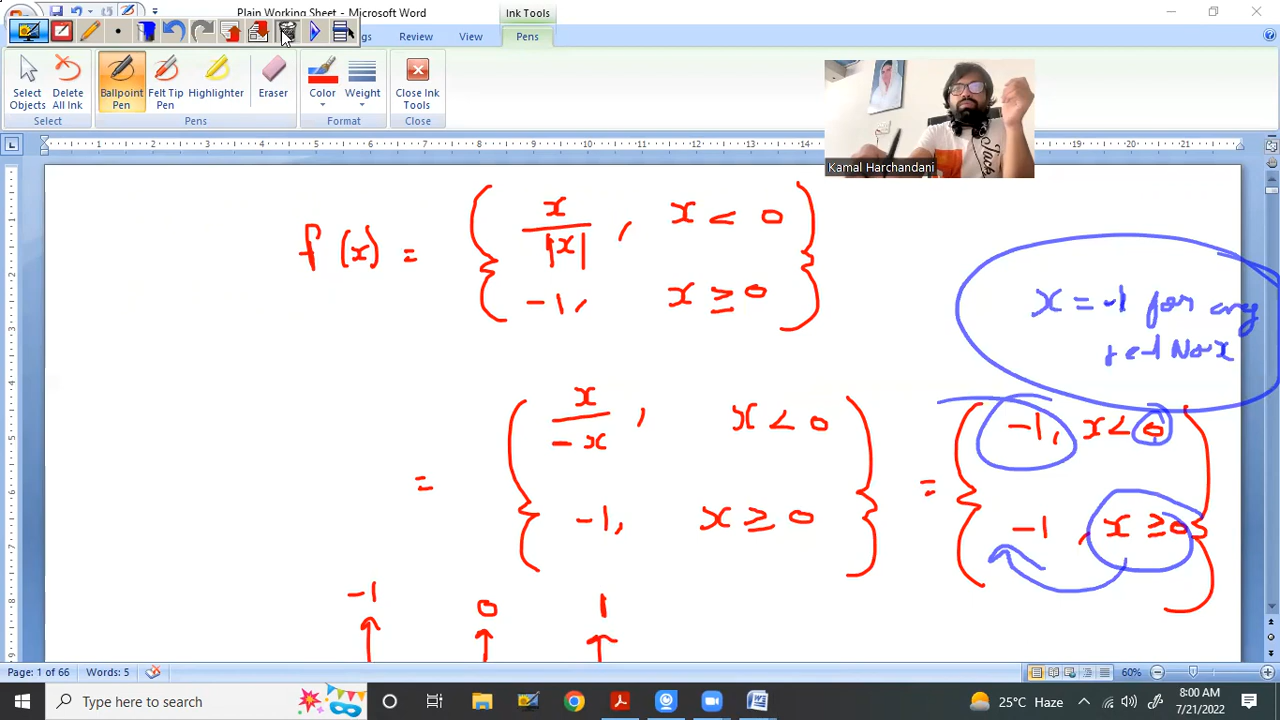 Plain Working Sheet - Microsoft Word
Ink Tools
gs Review View Pens
Select Objects
Delete All Ink
Ballpoint Pen
Felt Tip Pen
Highlighter
Eraser
Color
Weight
Close Ink Tools
Select Pens Format Close
Kamal Harchandani
f(x) = { x/|x|, x < 0
-1, x ≥ 0 }
x = -1 for any
real No x
= { x/-x, x < 0
-1, x ≥ 0 }
= { -1, x < 0
-1, x ≥ 0 }
-1 0 1
Page: 1 of 66 Words: 5 60%
Type here to search
25°C Haze
8:00 AM
7/21/2022